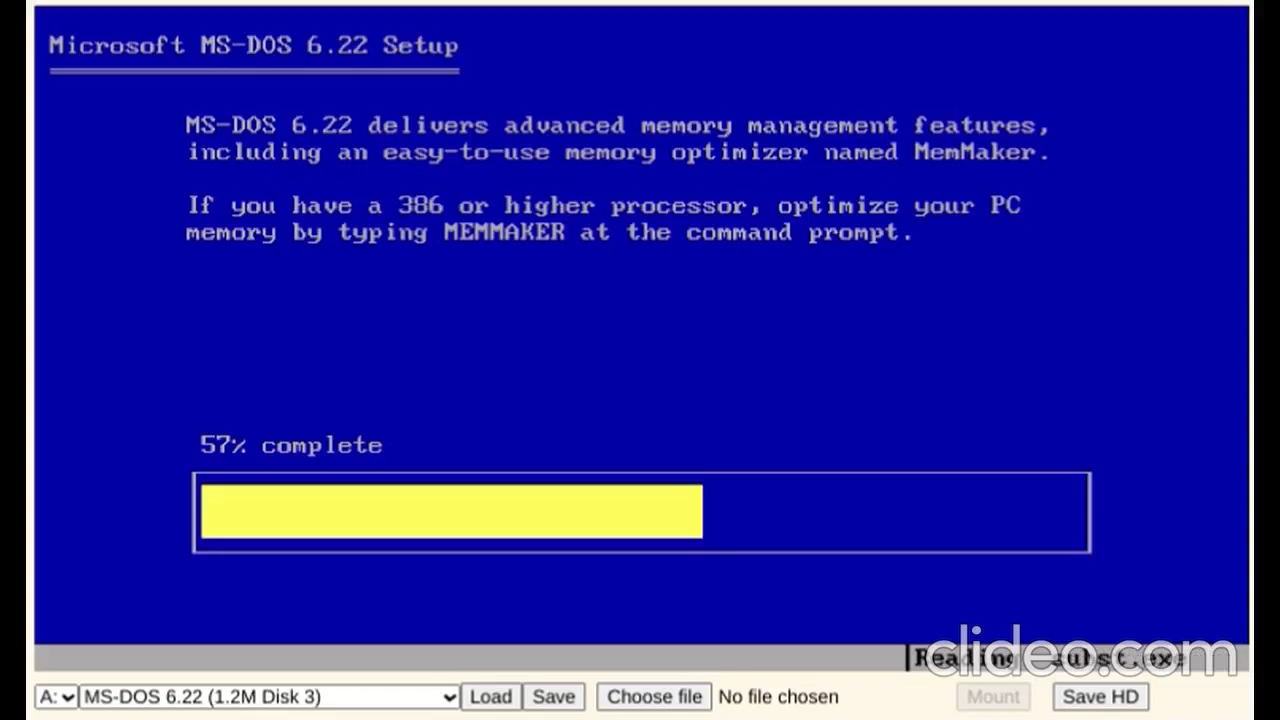 Microsoft MS-DOS 6.22 Setup
MS-DOS 6.22 delivers advanced memory management features,
including an easy-to-use memory optimizer named MemMaker.
If you have a 386 or higher processor, optimize your PC
memory by typing MEMMAKER at the command prompt.
57% complete
Reading subst.exe
clideo.com
A: MS-DOS 6.22 (1.2M Disk 3) Load Save Choose file No file chosen Mount Save HD